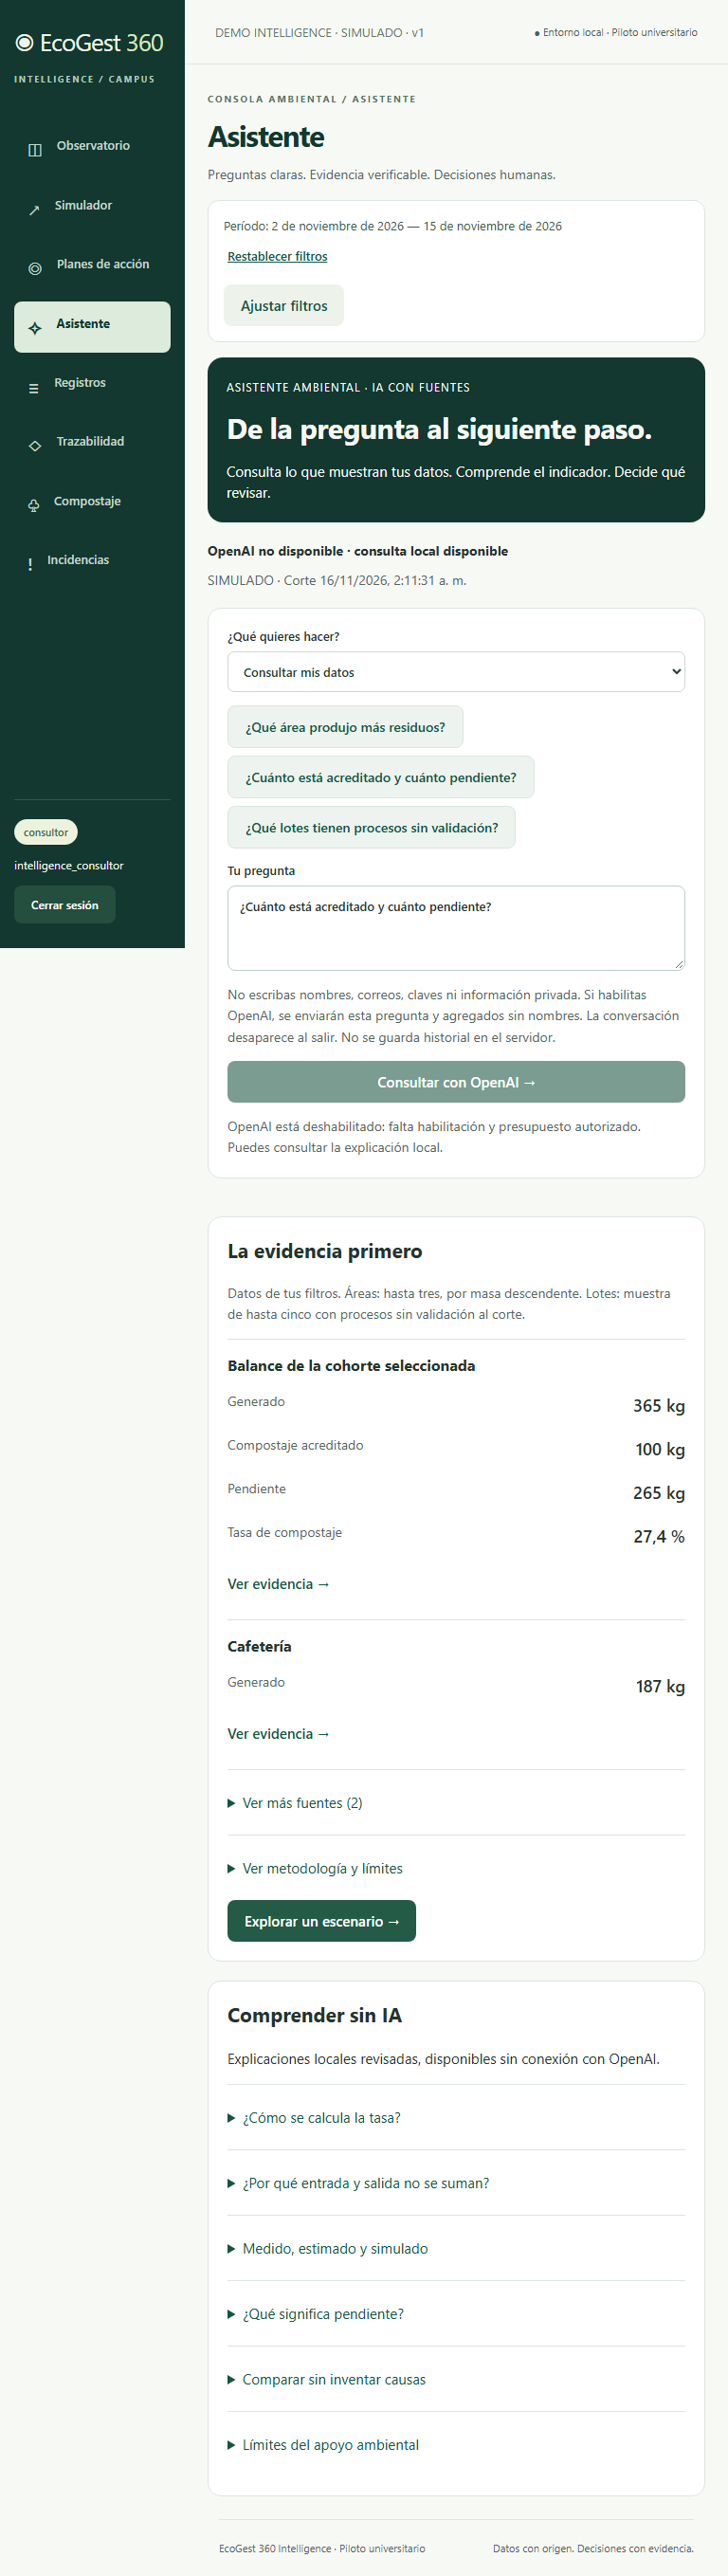 EcoGest 360
INTELLIGENCE / CAMPUS
Observatorio
Simulador
Planes de acción
Asistente
Registros
Trazabilidad
Compostaje
Incidencias
consultor
intelligence_consultor
Cerrar sesión
DEMO INTELLIGENCE · SIMULADO · v1
● Entorno local · Piloto universitario
CONSOLA AMBIENTAL / ASISTENTE
Asistente
Preguntas claras. Evidencia verificable. Decisiones humanas.
Período: 2 de noviembre de 2026 — 15 de noviembre de 2026
Restablecer filtros
Ajustar filtros
ASISTENTE AMBIENTAL · IA CON FUENTES
De la pregunta al siguiente paso.
Consulta lo que muestran tus datos. Comprende el indicador. Decide qué
revisar.
OpenAI no disponible · consulta local disponible
SIMULADO · Corte 16/11/2026, 2:11:31 a. m.
¿Qué quieres hacer?
Consultar mis datos
¿Qué área produjo más residuos?
¿Cuánto está acreditado y cuánto pendiente?
¿Qué lotes tienen procesos sin validación?
Tu pregunta
¿Cuánto está acreditado y cuánto pendiente?
No escribas nombres, correos, claves ni información privada. Si habilitas
OpenAI, se enviarán esta pregunta y agregados sin nombres. La conversación
desaparece al salir. No se guarda historial en el servidor.
Consultar con OpenAI →
OpenAI está deshabilitado: falta habilitación y presupuesto autorizado.
Puedes consultar la explicación local.
La evidencia primero
Datos de tus filtros. Áreas: hasta tres, por masa descendente. Lotes: muestra
de hasta cinco con procesos sin validación al corte.
Balance de la cohorte seleccionada
Generado 365 kg
Compostaje acreditado 100 kg
Pendiente 265 kg
Tasa de compostaje 27,4 %
Ver evidencia →
Cafetería
Generado 187 kg
Ver evidencia →
Ver más fuentes (2)
Ver metodología y límites
Explorar un escenario →
Comprender sin IA
Explicaciones locales revisadas, disponibles sin conexión con OpenAI.
¿Cómo se calcula la tasa?
¿Por qué entrada y salida no se suman?
Medido, estimado y simulado
¿Qué significa pendiente?
Comparar sin inventar causas
Límites del apoyo ambiental
EcoGest 360 Intelligence · Piloto universitario
Datos con origen. Decisiones con evidencia.